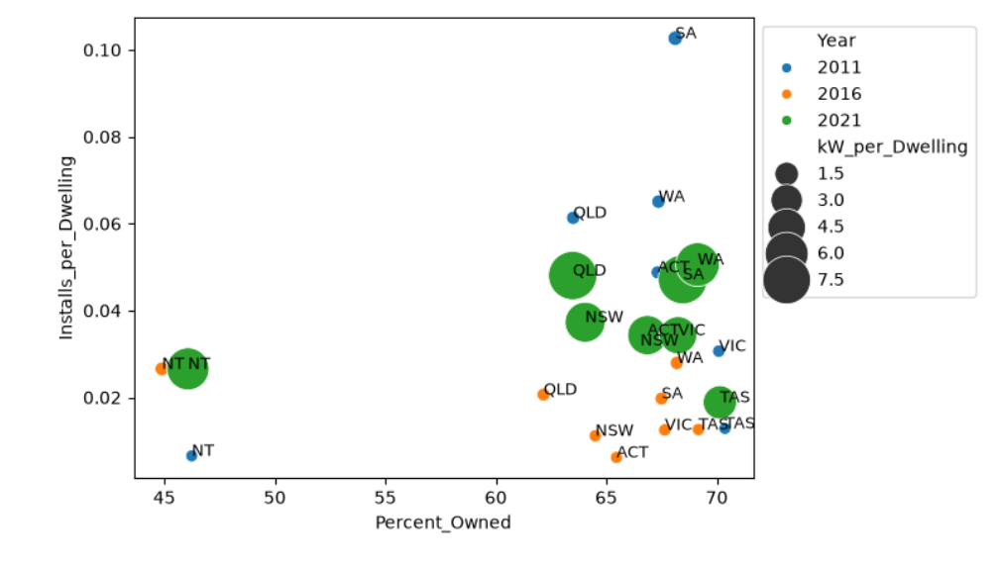 0.10
0.08
0.06
0.04
0.02
Installs_per_Dwelling
SA
WA
QLD
WA
ACT
QLD
SA
NSW
ACT
VIC
NSW
VIC
WA
NT
NT
QLD
SA
TAS
NSW
VIC
TAS
TAS
ACT
NT
45
50
55
60
65
70
Percent_Owned
Year
2011
2016
2021
kW_per_Dwelling
1.5
3.0
4.5
6.0
7.5